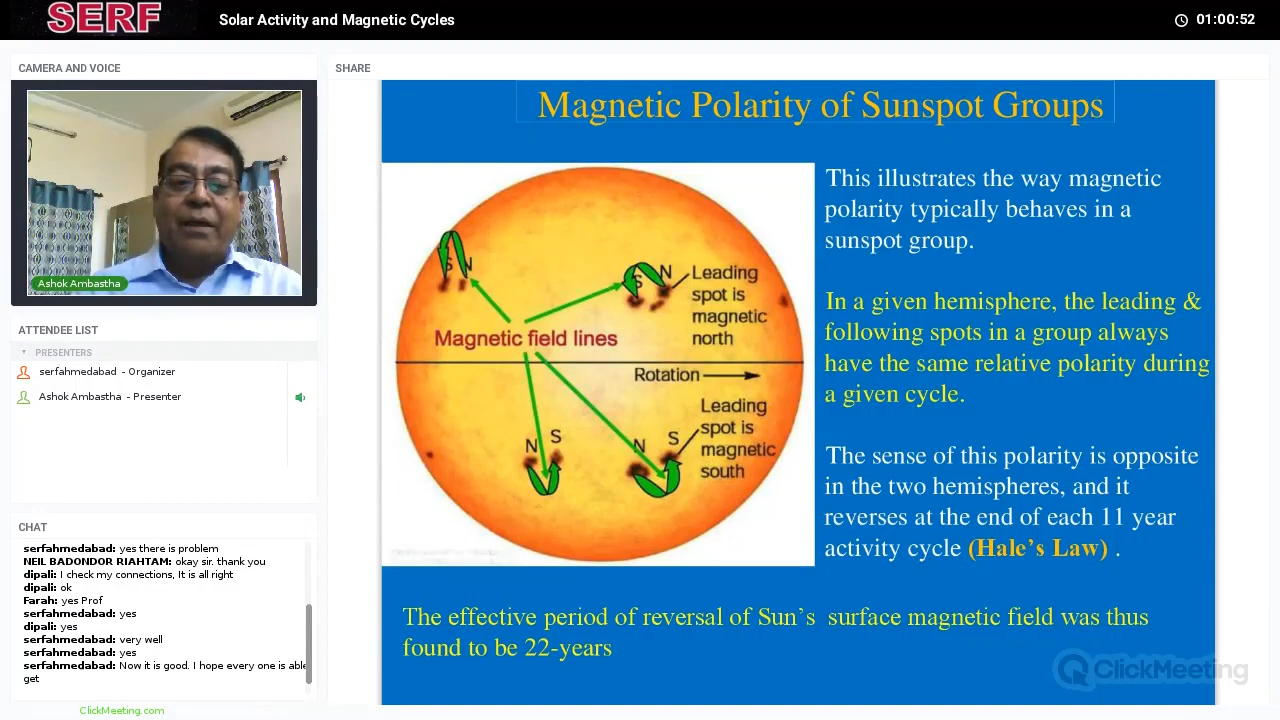 SERF
Solar Activity and Magnetic Cycles
01:00:52
CAMERA AND VOICE
Ashok Ambastha
ATTENDEE LIST
PRESENTERS
serfahmedabad - Organizer
Ashok Ambastha - Presenter
CHAT
serfahmedabad: yes there is problem
NEIL BADONDOR RIAHTAM: okay sir. thank you
dipali: I check my connections, It is all right
dipali: ok
Farah: yes Prof
serfahmedabad: yes
dipali: yes
serfahmedabad: very well
serfahmedabad: yes
serfahmedabad: Now it is good. I hope every one is able
get
ClickMeeting.com
SHARE
Magnetic Polarity of Sunspot Groups
S N
S N
Leading
spot is
magnetic
north
Magnetic field lines
Rotation
Leading
spot is
magnetic
south
N S
N S
This illustrates the way magnetic
polarity typically behaves in a
sunspot group.
In a given hemisphere, the leading &
following spots in a group always
have the same relative polarity during
a given cycle.
The sense of this polarity is opposite
in the two hemispheres, and it
reverses at the end of each 11 year
activity cycle (Hale’s Law) .
The effective period of reversal of Sun’s surface magnetic field was thus
found to be 22-years
ClickMeeting